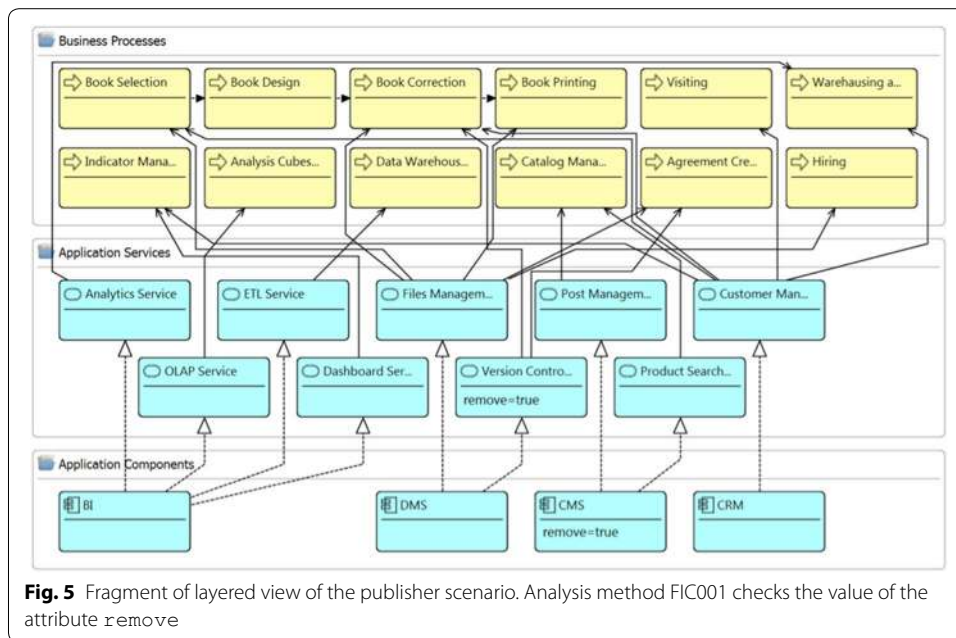 Business Processes
Book Selection
Book Design
Book Correction
Book Printing
Visiting
Warehausing a...
Indicator Mana...
Analysis Cubes...
Data Warehous...
Catalog Mana...
Agreement Cre...
Hiring
Application Services
Analytics Service
ETL Service
Files Managem...
Post Managem...
Customer Man...
OLAP Service
Dashboard Ser...
Version Contro...
Product Search...
remove=true
Application Components
BI
DMS
CMS
CRM
remove=true
Fig. 5 Fragment of layered view of the publisher scenario. Analysis method FIC001 checks the value of the
attribute remove